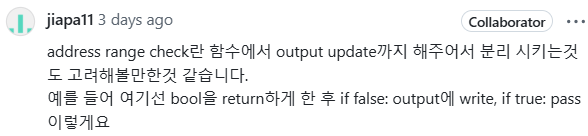 jiapa11 3 days ago Collaborator
address range check란 함수에서 output update까지 해주어서 분리 시키는것
도 고려해볼만한것 같습니다.
예를 들어 여기선 bool을 return하게 한 후 if false: output에 write, if true: pass
이렇게요